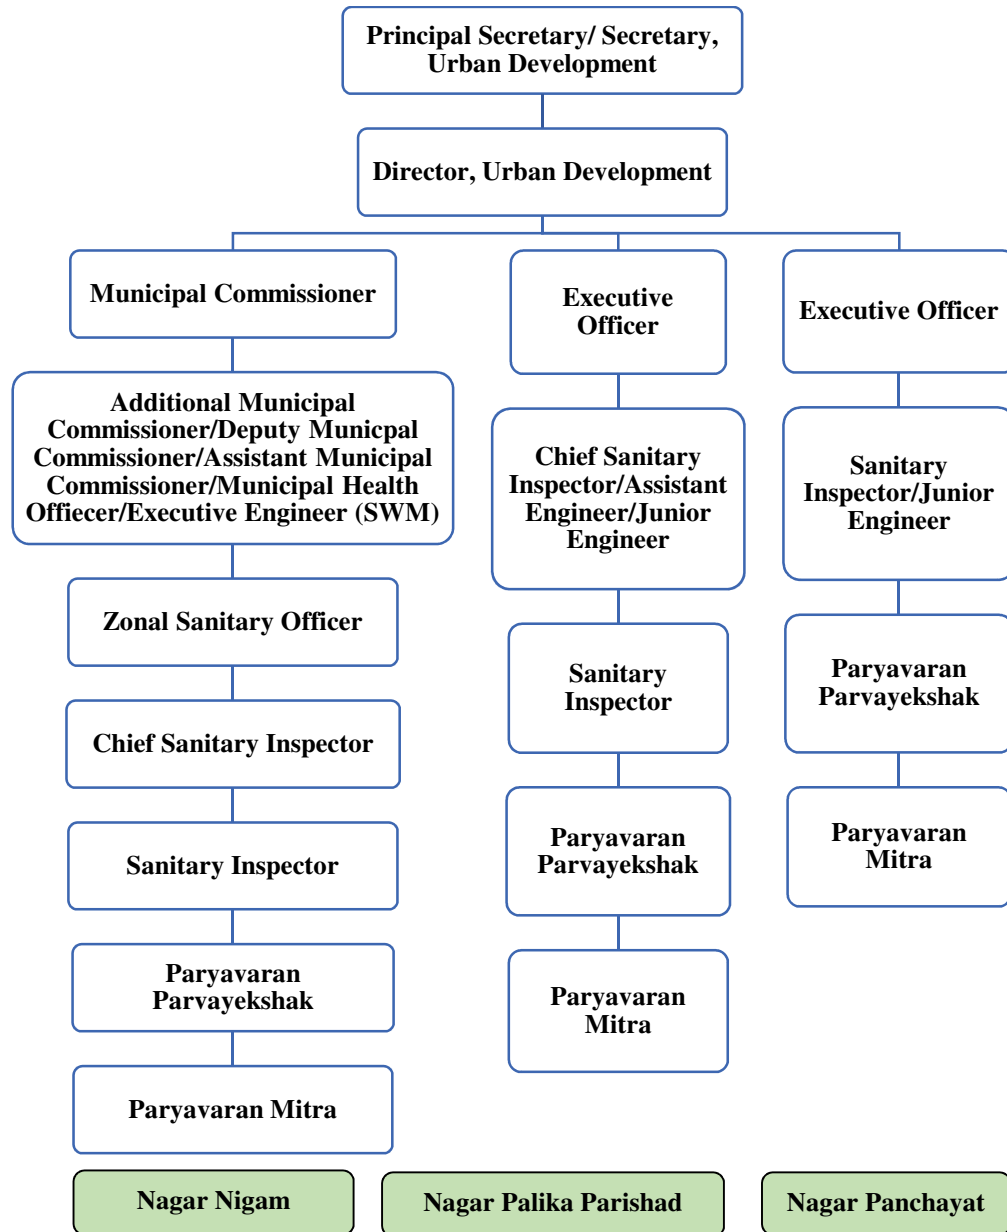 Principal Secretary/ Secretary,
Urban Development
Director, Urban Development
Municipal Commissioner
Additional Municipal
Commissioner/Deputy Municpal
Commissioner/Assistant Municipal
Commissioner/Municipal Health
Offiecer/Executive Engineer (SWM)
Zonal Sanitary Officer
Chief Sanitary Inspector
Sanitary Inspector
Paryavaran
Parvayekshak
Paryavaran Mitra
Executive
Officer
Chief Sanitary
Inspector/Assistant
Engineer/Junior
Engineer
Sanitary
Inspector
Paryavaran
Parvayekshak
Paryavaran
Mitra
Executive Officer
Sanitary
Inspector/Junior
Engineer
Paryavaran
Parvayekshak
Paryavaran
Mitra
Nagar Nigam
Nagar Palika Parishad
Nagar Panchayat